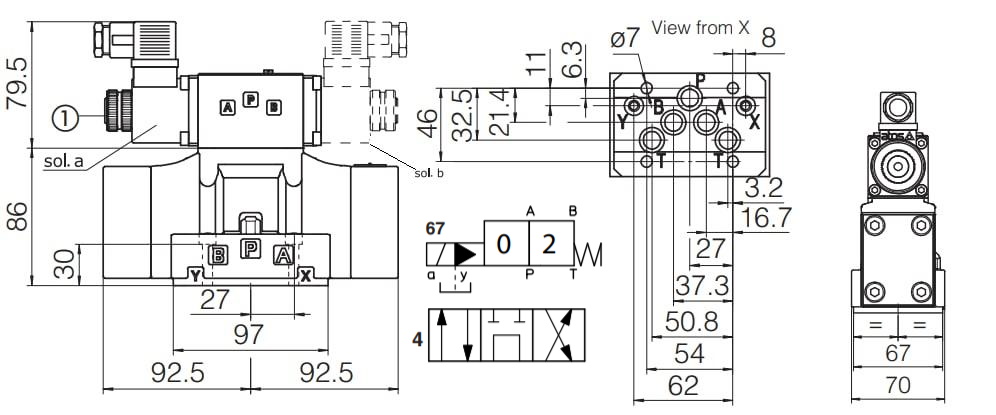 79.5
86
30
1
sol. a
sol. b
A P B
B P A
Y X
27
97
92.5 92.5
View from X
ø7
11
6.3
8
46
32.5
21.4
P
B A
Y X
T T
3.2
16.7
27
37.3
50.8
54
62
67
A B
0 2
a y P T
4
atos
= =
67
70